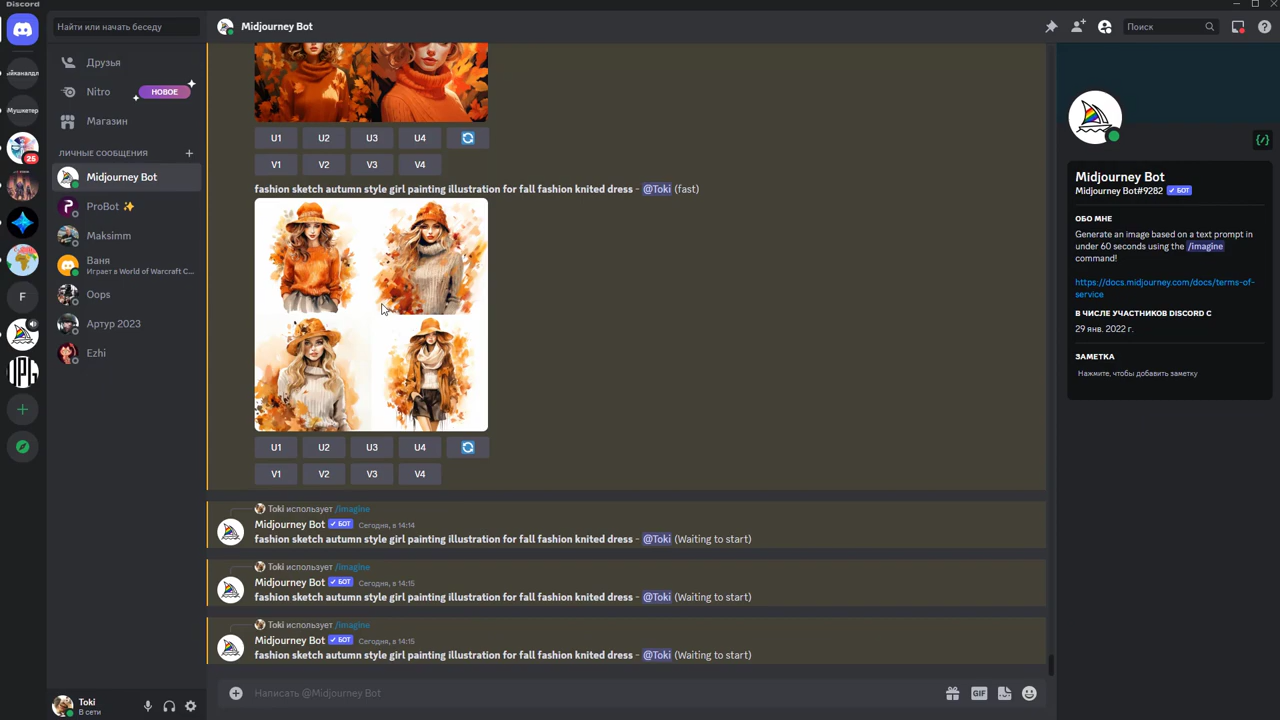 Discord
Найти или начать беседу
Друзья
Nitro
НОВОЕ
Магазин
ЛИЧНЫЕ СООБЩЕНИЯ
Midjourney Bot
ProBot ✨
Maksimm
Ваня
Играет в World of Warcraft C...
Oops
Артур 2023
Ezhi
ыйканалдл
Мушкетер
25
F
Toki
В сети
Midjourney Bot
Поиск
U1 U2 U3 U4
V1 V2 V3 V4
fashion sketch autumn style girl painting illustration for fall fashion knited dress - @Toki (fast)
U1 U2 U3 U4
V1 V2 V3 V4
Toki использует /imagine
Midjourney Bot ✓ БОТ Сегодня, в 14:14
fashion sketch autumn style girl painting illustration for fall fashion knited dress - @Toki (Waiting to start)
Toki использует /imagine
Midjourney Bot ✓ БОТ Сегодня, в 14:15
fashion sketch autumn style girl painting illustration for fall fashion knited dress - @Toki (Waiting to start)
Toki использует /imagine
Midjourney Bot ✓ БОТ Сегодня, в 14:15
fashion sketch autumn style girl painting illustration for fall fashion knited dress - @Toki (Waiting to start)
Написать @Midjourney Bot
GIF
{/}
Midjourney Bot
Midjourney Bot#9282 ✓ БОТ
ОБО МНЕ
Generate an image based on a text prompt in
under 60 seconds using the /imagine
command!
https://docs.midjourney.com/docs/terms-of-
service
В ЧИСЛЕ УЧАСТНИКОВ DISCORD С
29 янв. 2022 г.
ЗАМЕТКА
Нажмите, чтобы добавить заметку